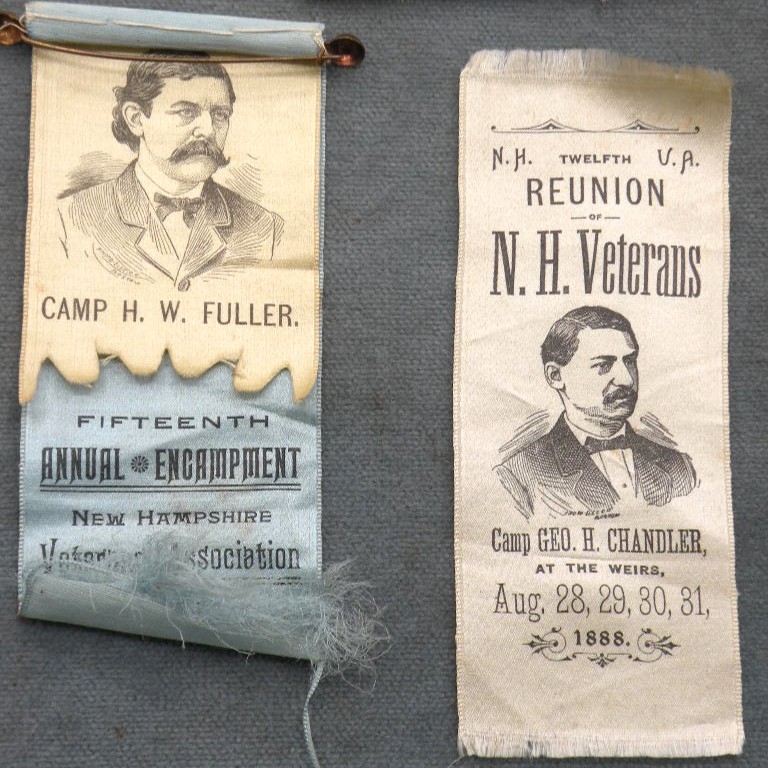 CAMP H. W. FULLER.
FIFTEENTH
ANNUAL ENCAMPMENT
NEW HAMPSHIRE
Association
N.H. TWELFTH V.A.
REUNION
OF
N. H. Veterans
Camp GEO. H. CHANDLER,
AT THE WEIRS,
Aug. 28, 29, 30, 31,
1888.